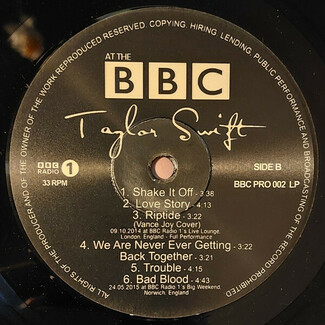 ALL RIGHTS OF THE PRODUCER AND OF THE OWNER OF THE WORK REPRODUCED RESERVED. COPYING, HIRING, LENDING, PUBLIC PERFORMANCE AND BROADCASTING OF THIS RECORD PROHIBITED
AT THE
BBC
Taylor Swift
BBC RADIO 1
33 RPM
SIDE B
BBC PRO 002 LP
1. Shake It Off - 3:38
2. Love Story - 4:13
3. Riptide - 3:22
(Vance Joy Cover)
09.10.2014 at BBC Radio 1's Live Lounge.
London. England - Full Performance
4. We Are Never Ever Getting - 3:22
Back Together - 3:21
5. Trouble - 4:15
6. Bad Blood - 4:43
24.05.2015 at BBC Radio 1's Big Weekend.
Norwich. England